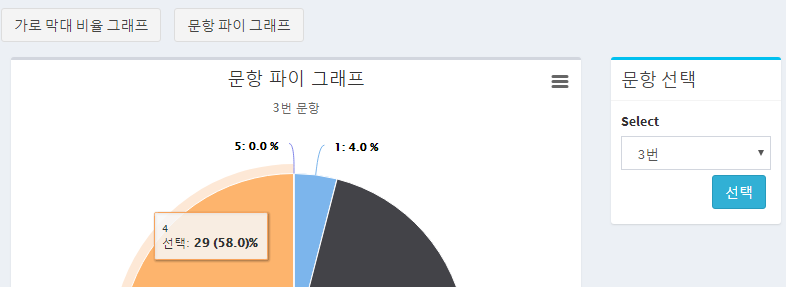 가로 막대 비율 그래프
문항 파이 그래프
문항 파이 그래프
3번 문항
5: 0.0 %
1: 4.0 %
4
선택: 29 (58.0)%
문항 선택
Select
3번
선택